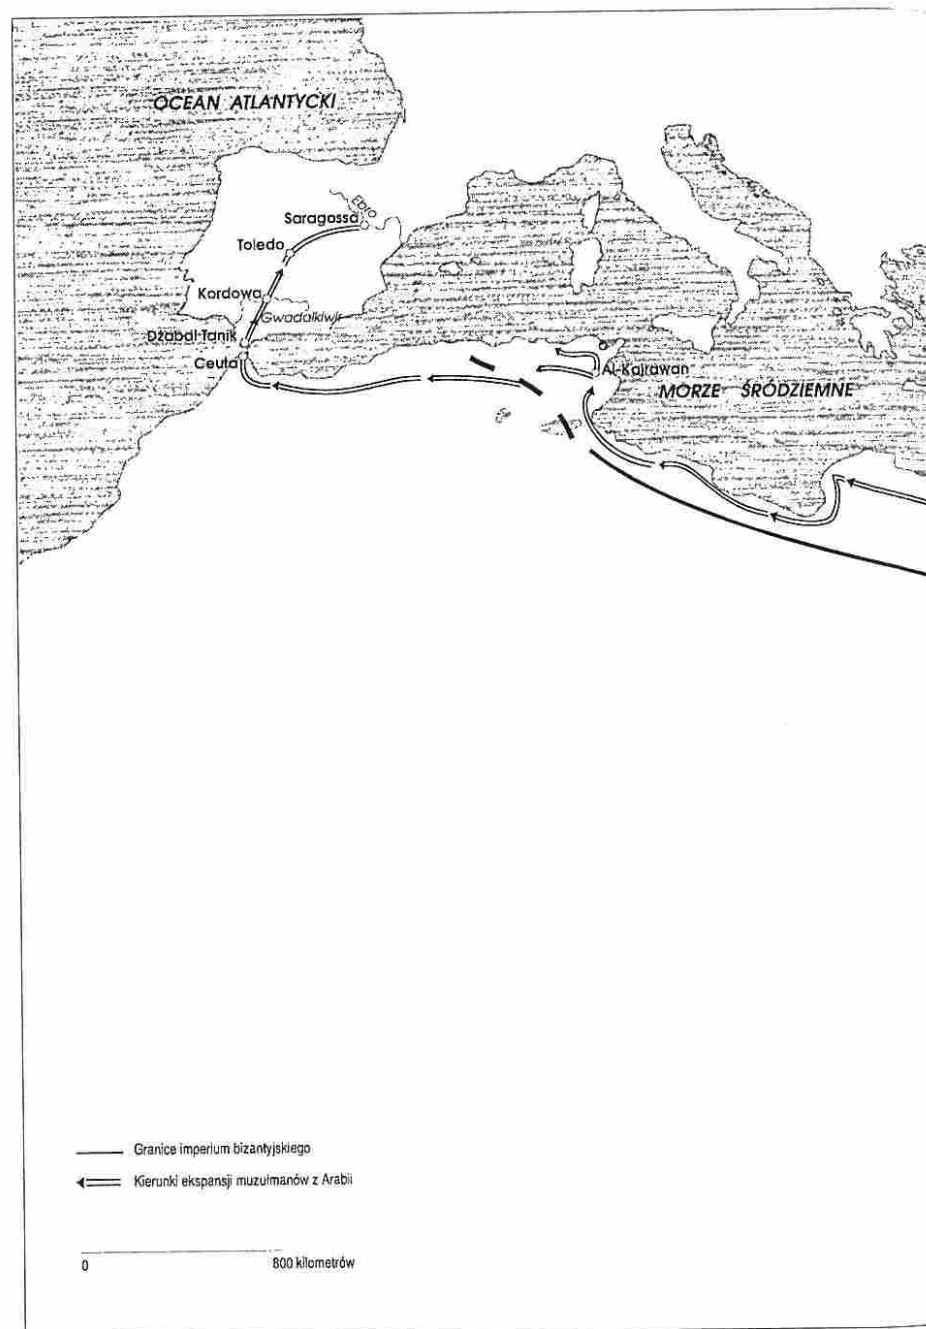 OCEAN ATLANTYCKI
Ebro
Saragossa
Toledo
Kordowa
Gwadalkiwir
Dżabal-Tarik
Ceuta
Al-Kajrawan
MORZE ŚRÓDZIEMNE
Granice imperium bizantyjskiego
Kierunki ekspansji muzułmanów z Arabii
0 800 kilometrów